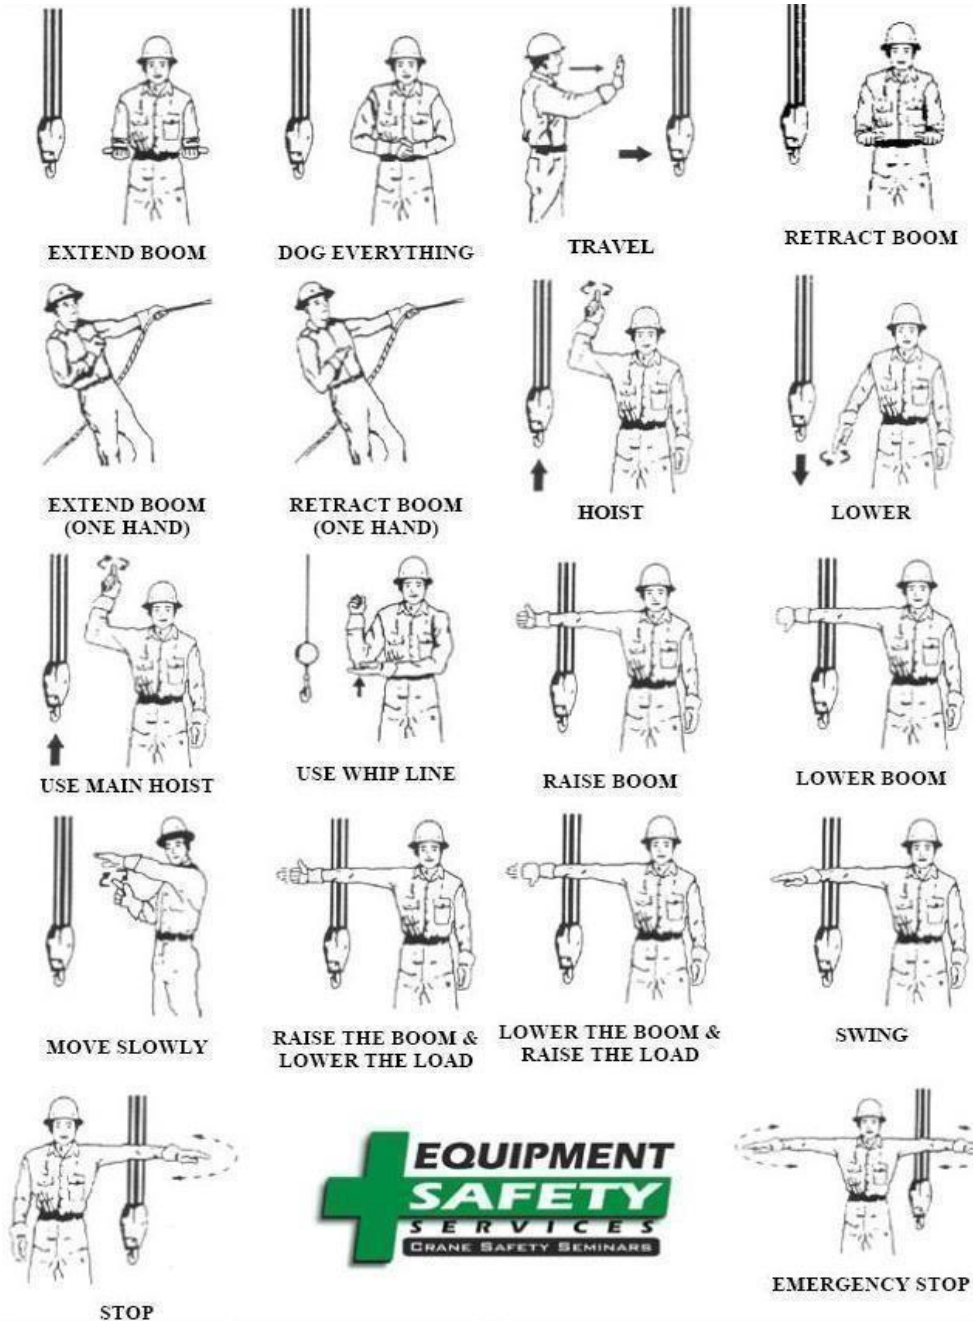 EXTEND BOOM
DOG EVERYTHING
TRAVEL
RETRACT BOOM
EXTEND BOOM
(ONE HAND)
RETRACT BOOM
(ONE HAND)
HOIST
LOWER
USE MAIN HOIST
USE WHIP LINE
RAISE BOOM
LOWER BOOM
MOVE SLOWLY
RAISE THE BOOM &
LOWER THE LOAD
LOWER THE BOOM &
RAISE THE LOAD
SWING
STOP
EQUIPMENT
SAFETY
SERVICES
CRANE SAFETY SEMINARS
EMERGENCY STOP